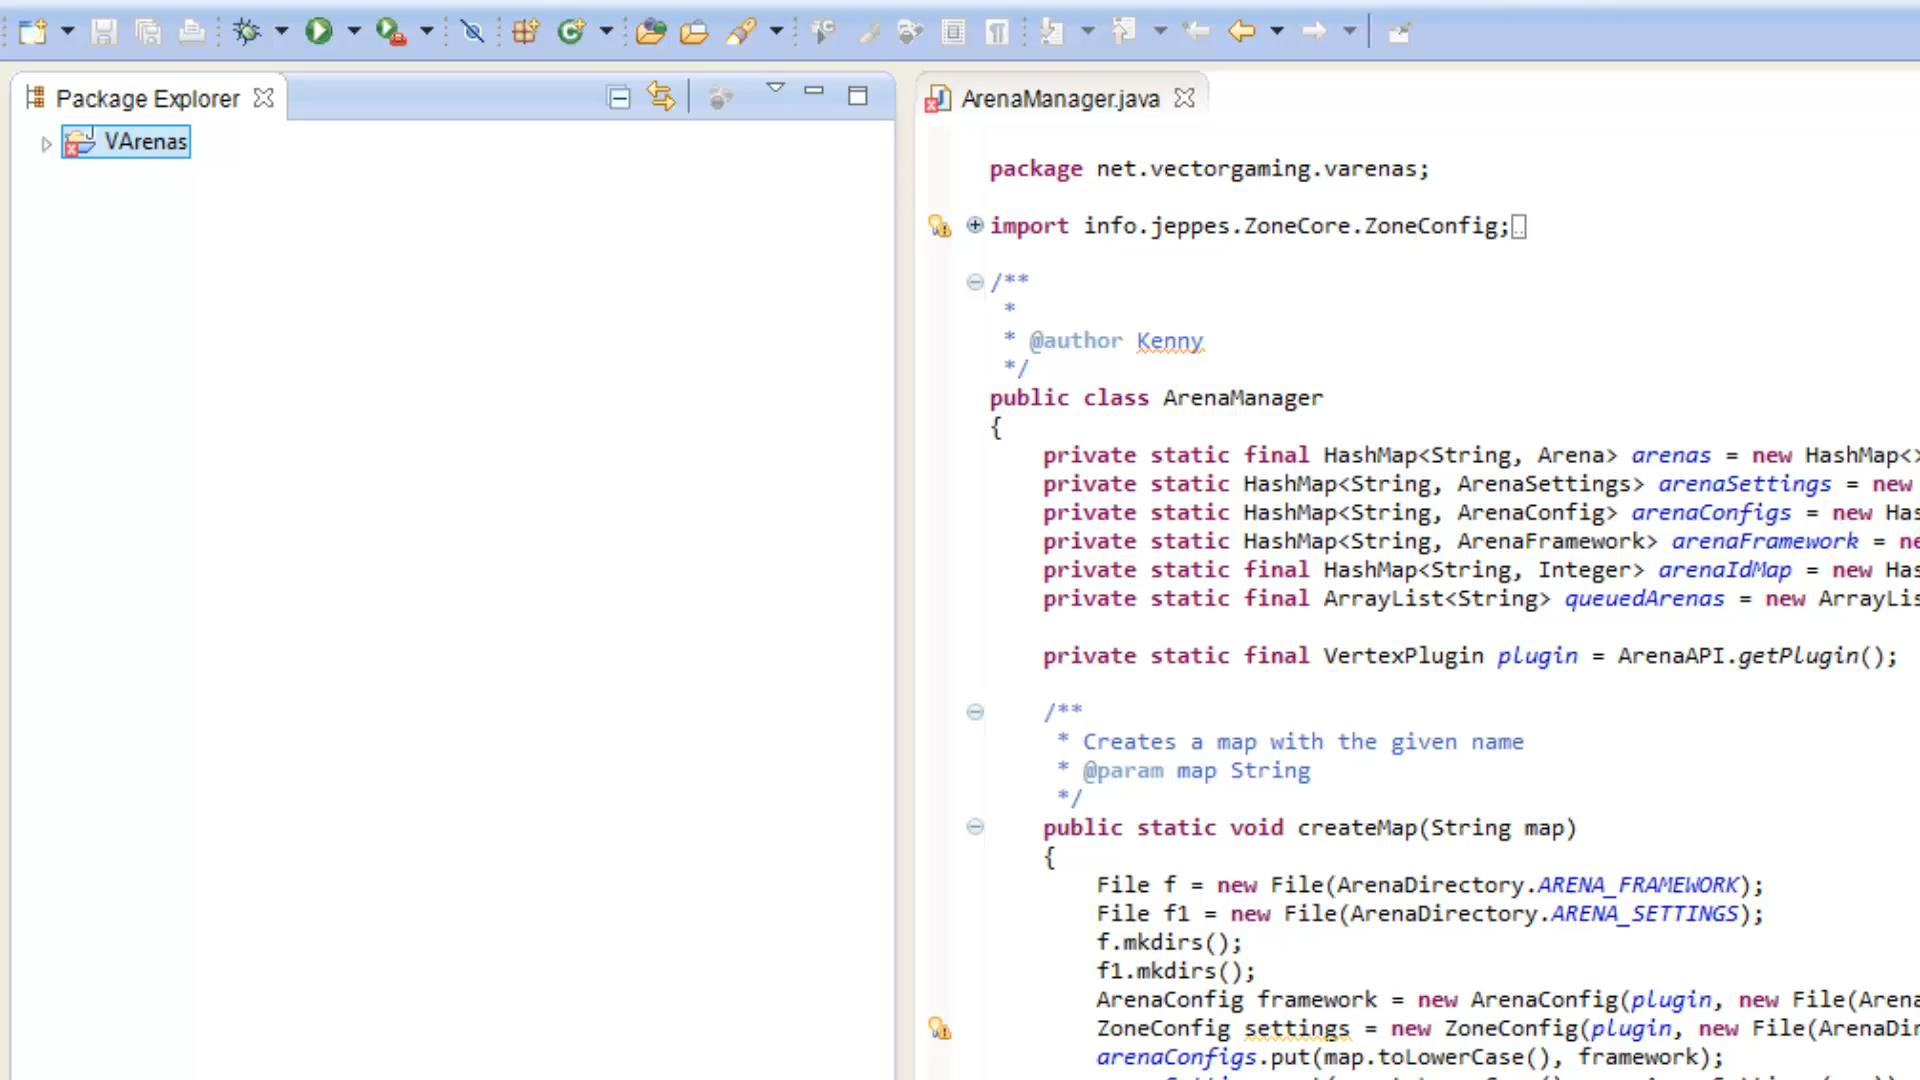 Package Explorer
VArenas
ArenaManager.java
package net.vectorgaming.varenas;
import info.jeppes.ZoneCore.ZoneConfig;
/**
*
* @author Kenny
*/
public class ArenaManager
{
private static final HashMap<String, Arena> arenas = new HashMap<>
private static HashMap<String, ArenaSettings> arenaSettings = new
private static HashMap<String, ArenaConfig> arenaConfigs = new Has
private static HashMap<String, ArenaFramework> arenaFramework = ne
private static final HashMap<String, Integer> arenaIdMap = new Has
private static final ArrayList<String> queuedArenas = new ArrayLis
private static final VertexPlugin plugin = ArenaAPI.getPlugin();
/**
* Creates a map with the given name
* @param map String
*/
public static void createMap(String map)
{
File f = new File(ArenaDirectory.ARENA_FRAMEWORK);
File f1 = new File(ArenaDirectory.ARENA_SETTINGS);
f.mkdirs();
f1.mkdirs();
ArenaConfig framework = new ArenaConfig(plugin, new File(Arena
ZoneConfig settings = new ZoneConfig(plugin, new File(ArenaDir
arenaConfigs.put(map.toLowerCase(), framework);